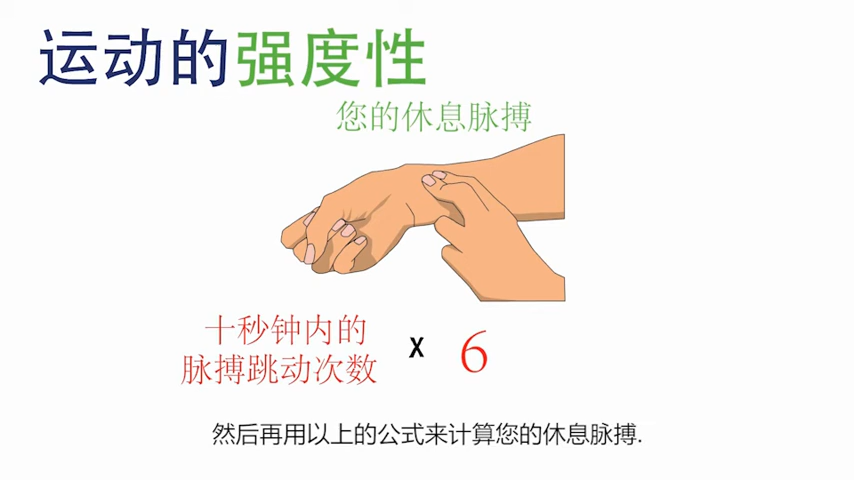 运动的强度性
您的休息脉搏
十秒钟内的
脉搏跳动次数 x 6
然后再用以上的公式来计算您的休息脉搏.